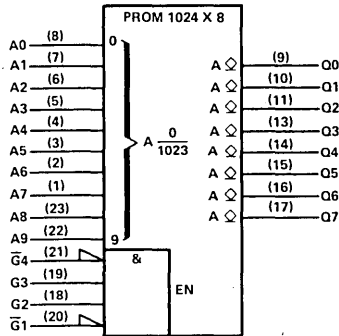 PROM 1024 X 8
A0 (8) 0
A1 (7)
A2 (6)
A3 (5)
A4 (4)
A5 (3)
A6 (2)
A7 (1)
A8 (23)
A9 (22) 9
A 0
1023
A (9) Q0
A (10) Q1
A (11) Q2
A (13) Q3
A (14) Q4
A (15) Q5
A (16) Q6
A (17) Q7
G̅4 (21) &
G3 (19)
G2 (18)
G̅1 (20)
EN